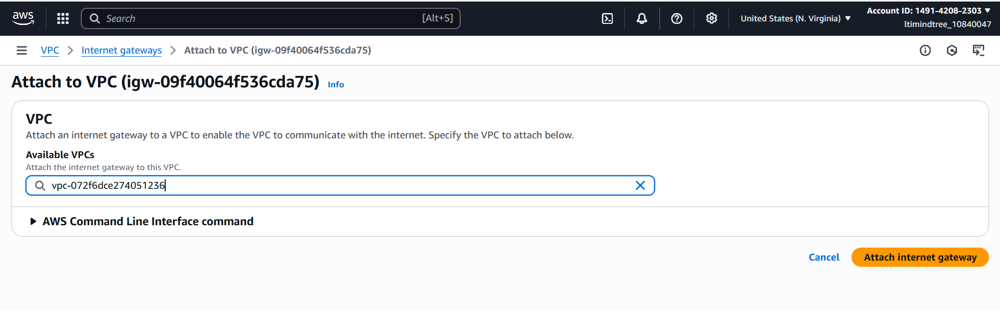 aws
Search [Alt+S]
United States (N. Virginia)
Account ID: 1491-4208-2303
ltimindtree_10840047
VPC > Internet gateways > Attach to VPC (igw-09f40064f536cda75)
Attach to VPC (igw-09f40064f536cda75) Info
VPC
Attach an internet gateway to a VPC to enable the VPC to communicate with the internet. Specify the VPC to attach below.
Available VPCs
Attach the internet gateway to this VPC.
vpc-072f6dce274051236
AWS Command Line Interface command
Cancel Attach internet gateway